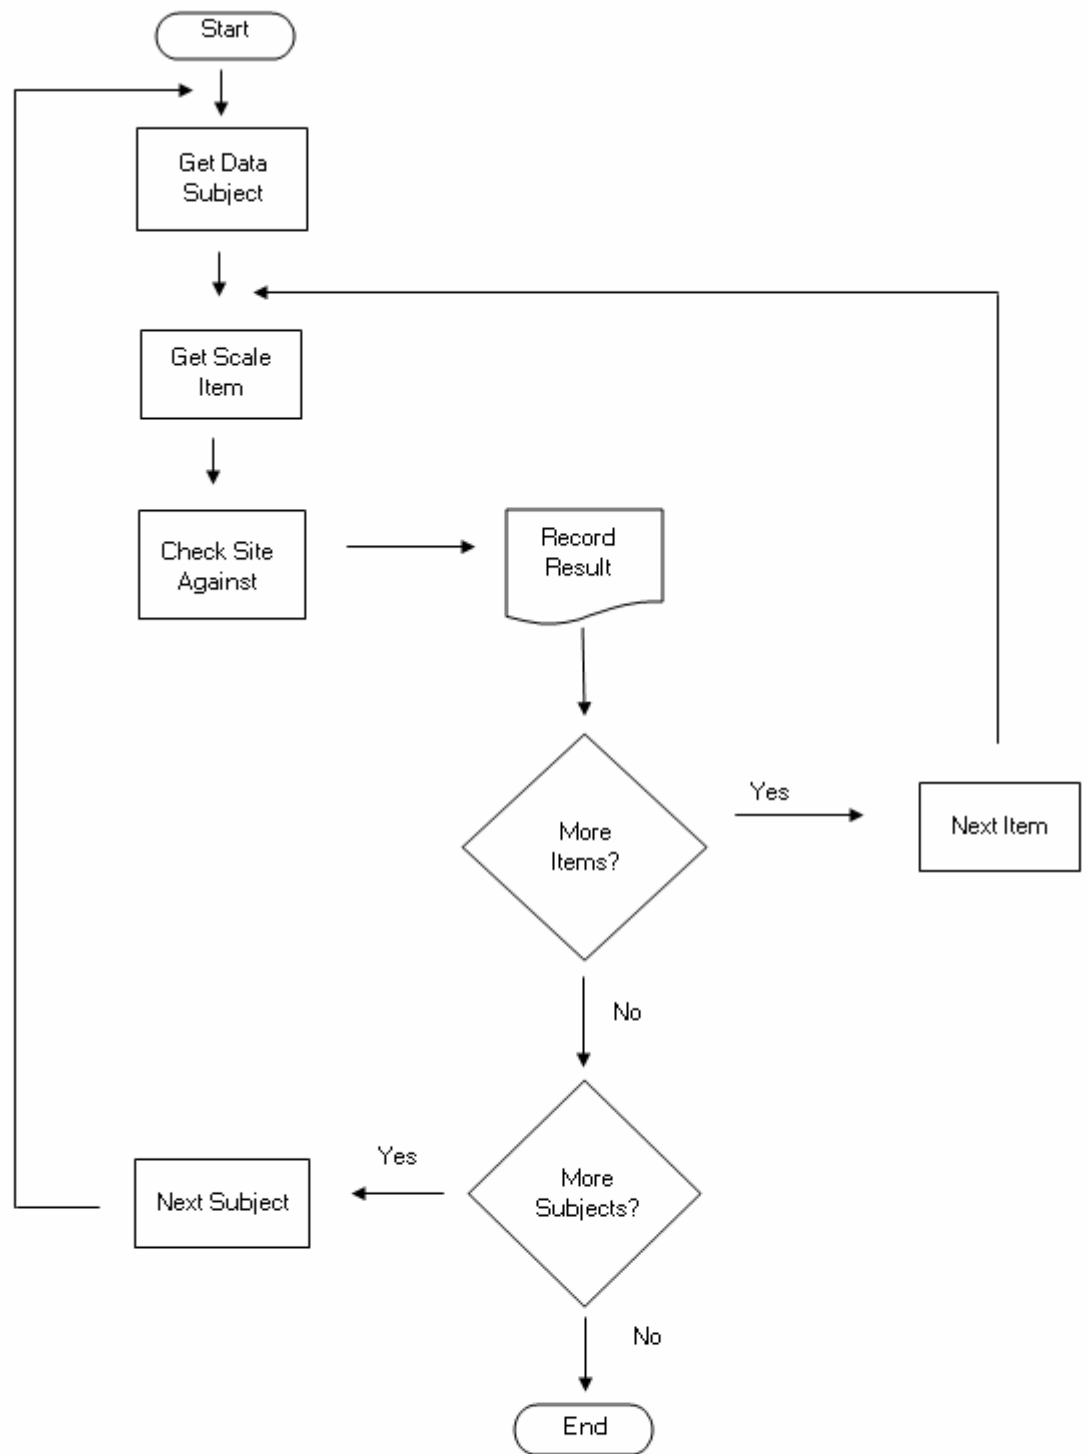 Start
Get Data
Subject
Get Scale
Item
Check Site
Against
Record
Result
More
Items?
Yes
Next Item
No
More
Subjects?
Yes
Next Subject
No
End